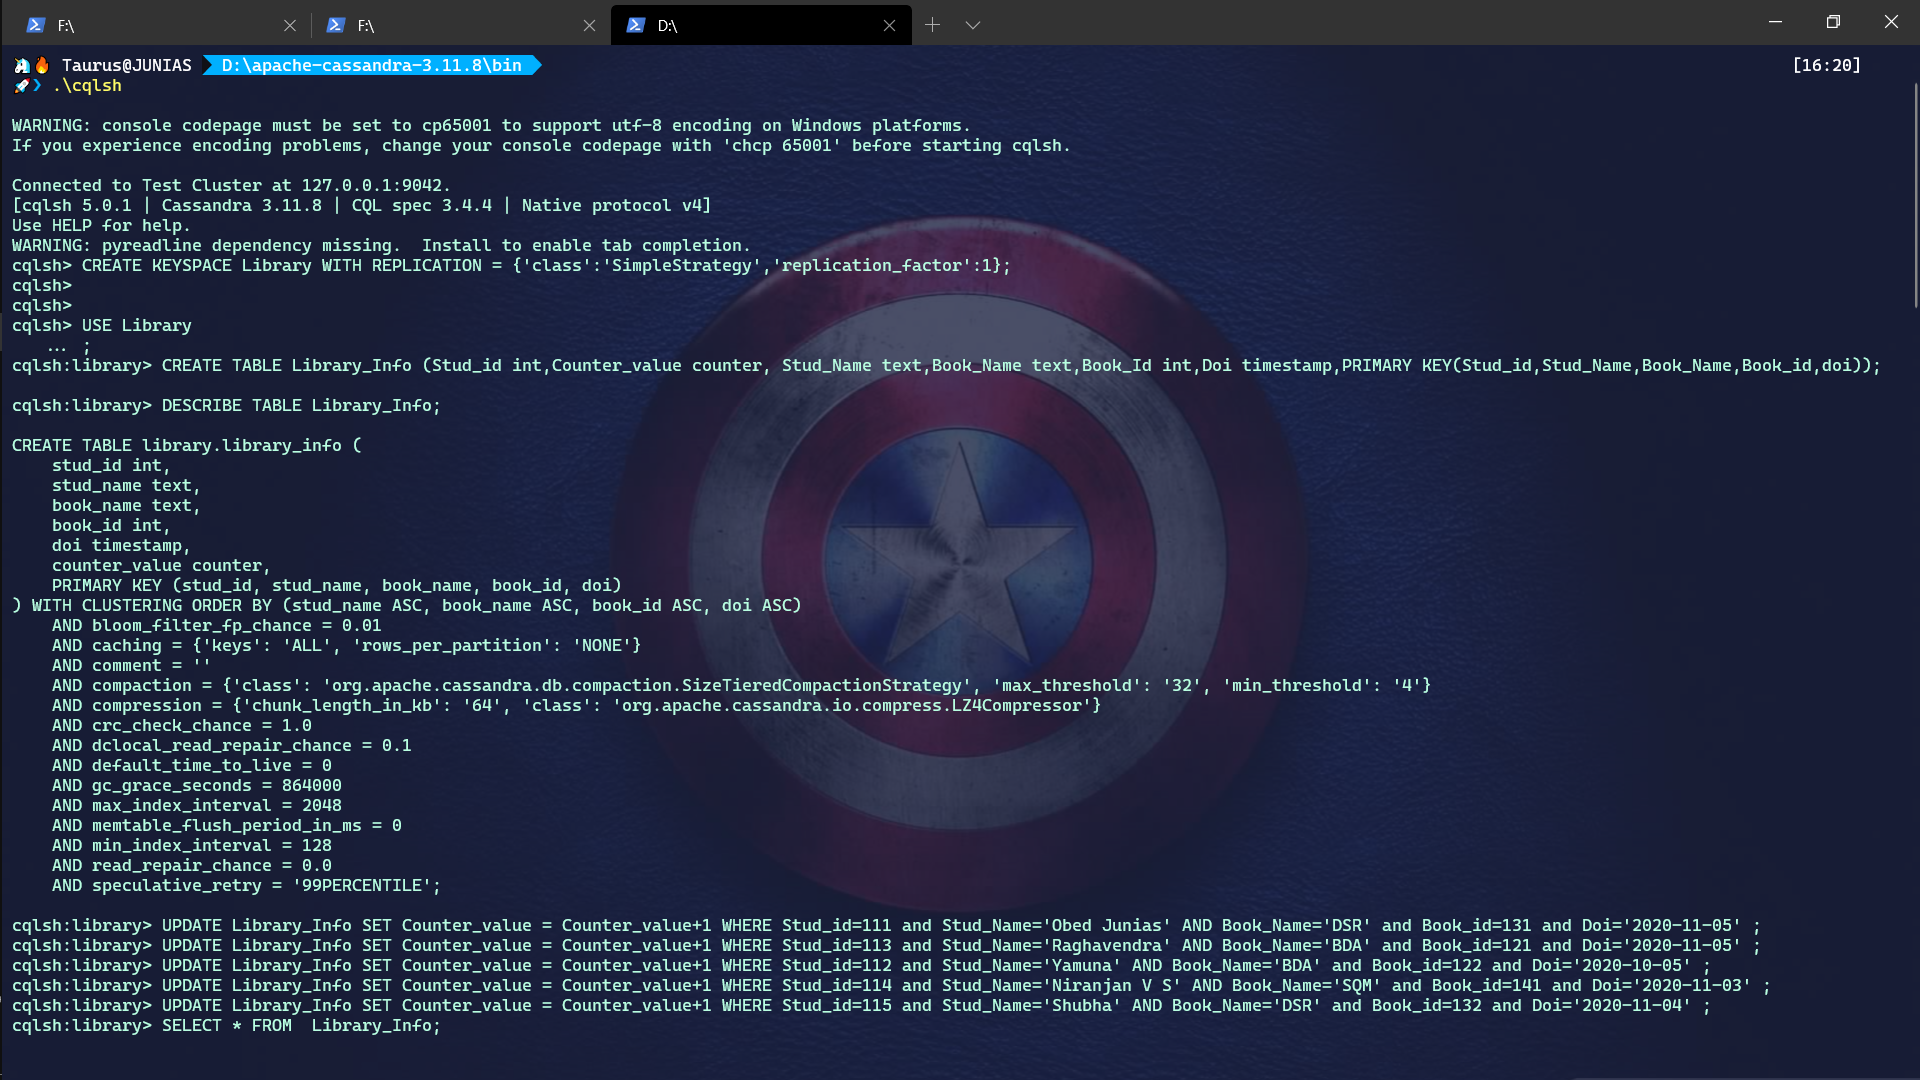 F:\
F:\
D:\
Taurus@JUNIAS D:\apache-cassandra-3.11.8\bin [16:20]
.\cqlsh
WARNING: console codepage must be set to cp65001 to support utf-8 encoding on Windows platforms.
If you experience encoding problems, change your console codepage with 'chcp 65001' before starting cqlsh.
Connected to Test Cluster at 127.0.0.1:9042.
[cqlsh 5.0.1 | Cassandra 3.11.8 | CQL spec 3.4.4 | Native protocol v4]
Use HELP for help.
WARNING: pyreadline dependency missing.  Install to enable tab completion.
cqlsh> CREATE KEYSPACE Library WITH REPLICATION = {'class':'SimpleStrategy','replication_factor':1};
cqlsh>
cqlsh>
cqlsh> USE Library
   ... ;
cqlsh:library> CREATE TABLE Library_Info (Stud_id int,Counter_value counter, Stud_Name text,Book_Name text,Book_Id int,Doi timestamp,PRIMARY KEY(Stud_id,Stud_Name,Book_Name,Book_id,doi));
cqlsh:library> DESCRIBE TABLE Library_Info;
CREATE TABLE library.library_info (
    stud_id int,
    stud_name text,
    book_name text,
    book_id int,
    doi timestamp,
    counter_value counter,
    PRIMARY KEY (stud_id, stud_name, book_name, book_id, doi)
) WITH CLUSTERING ORDER BY (stud_name ASC, book_name ASC, book_id ASC, doi ASC)
    AND bloom_filter_fp_chance = 0.01
    AND caching = {'keys': 'ALL', 'rows_per_partition': 'NONE'}
    AND comment = ''
    AND compaction = {'class': 'org.apache.cassandra.db.compaction.SizeTieredCompactionStrategy', 'max_threshold': '32', 'min_threshold': '4'}
    AND compression = {'chunk_length_in_kb': '64', 'class': 'org.apache.cassandra.io.compress.LZ4Compressor'}
    AND crc_check_chance = 1.0
    AND dclocal_read_repair_chance = 0.1
    AND default_time_to_live = 0
    AND gc_grace_seconds = 864000
    AND max_index_interval = 2048
    AND memtable_flush_period_in_ms = 0
    AND min_index_interval = 128
    AND read_repair_chance = 0.0
    AND speculative_retry = '99PERCENTILE';
cqlsh:library> UPDATE Library_Info SET Counter_value = Counter_value+1 WHERE Stud_id=111 and Stud_Name='Obed Junias' AND Book_Name='DSR' and Book_id=131 and Doi='2020-11-05' ;
cqlsh:library> UPDATE Library_Info SET Counter_value = Counter_value+1 WHERE Stud_id=113 and Stud_Name='Raghavendra' AND Book_Name='BDA' and Book_id=121 and Doi='2020-11-05' ;
cqlsh:library> UPDATE Library_Info SET Counter_value = Counter_value+1 WHERE Stud_id=112 and Stud_Name='Yamuna' AND Book_Name='BDA' and Book_id=122 and Doi='2020-10-05' ;
cqlsh:library> UPDATE Library_Info SET Counter_value = Counter_value+1 WHERE Stud_id=114 and Stud_Name='Niranjan V S' AND Book_Name='SQM' and Book_id=141 and Doi='2020-11-03' ;
cqlsh:library> UPDATE Library_Info SET Counter_value = Counter_value+1 WHERE Stud_id=115 and Stud_Name='Shubha' AND Book_Name='DSR' and Book_id=132 and Doi='2020-11-04' ;
cqlsh:library> SELECT * FROM  Library_Info;